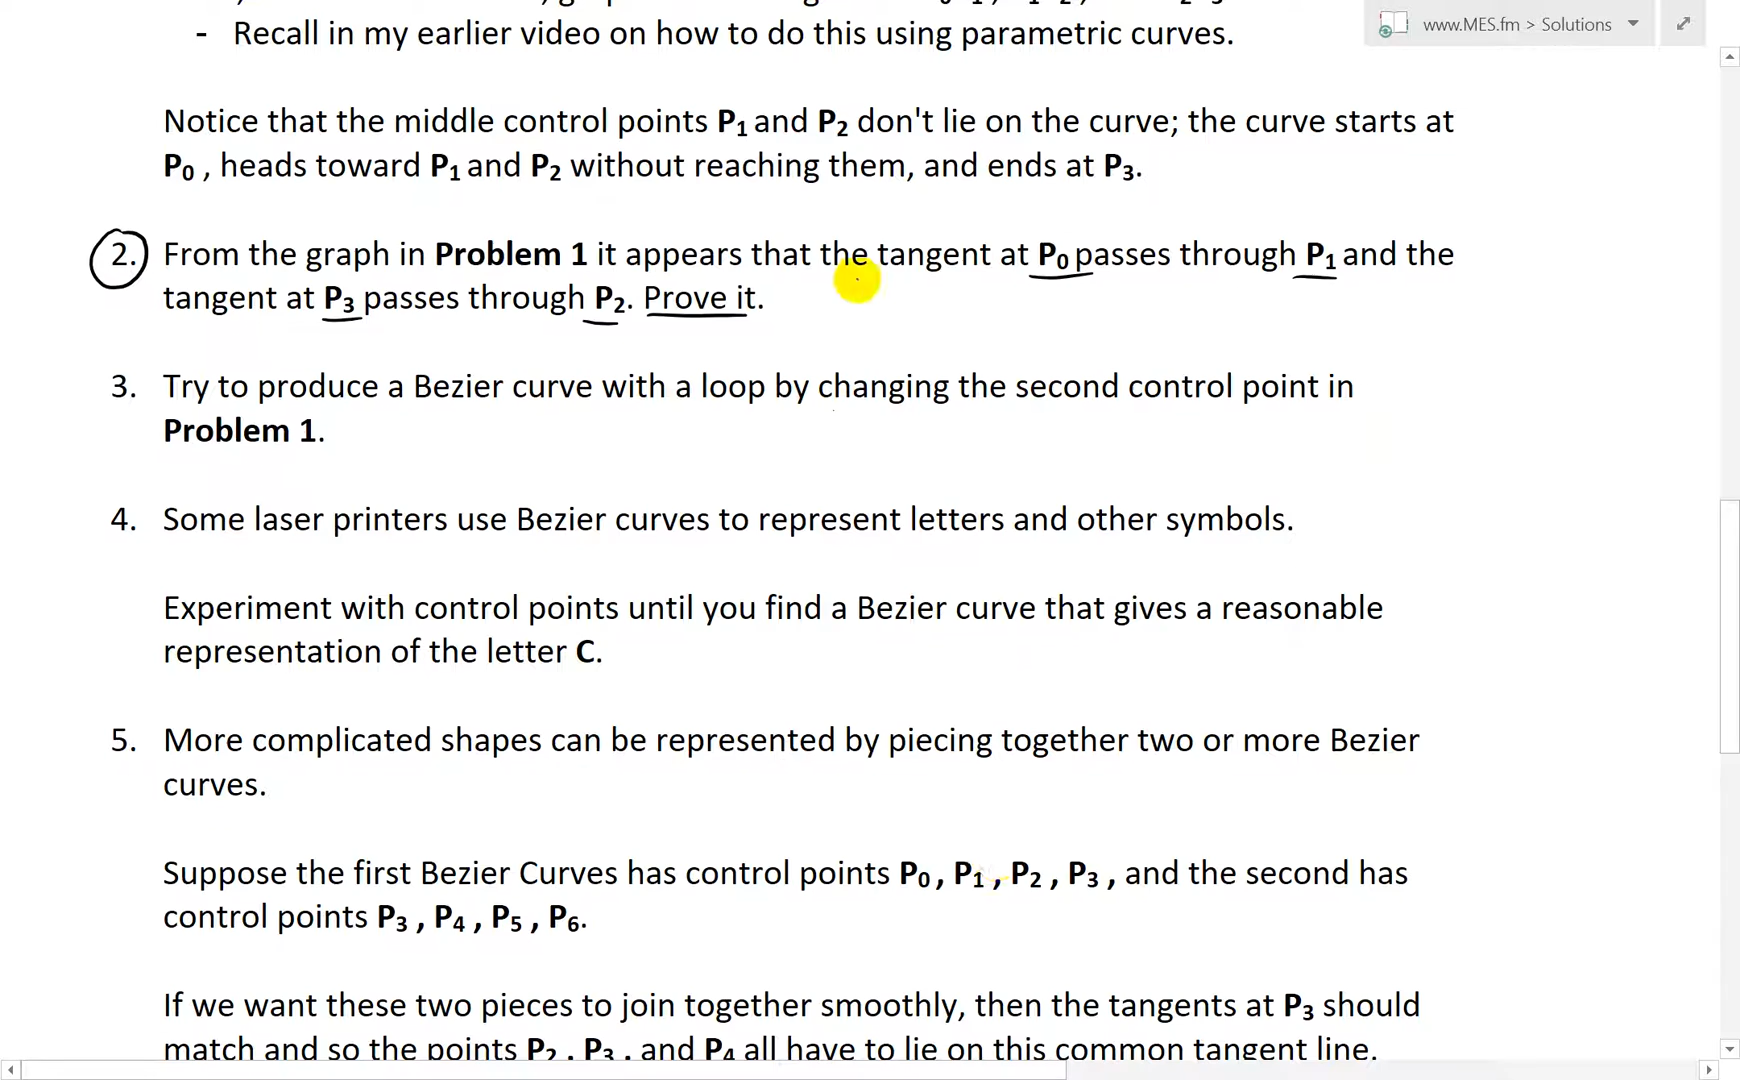 - Recall in my earlier video on how to do this using parametric curves.
www.MES.fm > Solutions
Notice that the middle control points P1 and P2 don't lie on the curve; the curve starts at
P0 , heads toward P1 and P2 without reaching them, and ends at P3.
2. From the graph in Problem 1 it appears that the tangent at P0 passes through P1 and the
tangent at P3 passes through P2. Prove it.
3. Try to produce a Bezier curve with a loop by changing the second control point in
Problem 1.
4. Some laser printers use Bezier curves to represent letters and other symbols.
Experiment with control points until you find a Bezier curve that gives a reasonable
representation of the letter C.
5. More complicated shapes can be represented by piecing together two or more Bezier
curves.
Suppose the first Bezier Curves has control points P0 , P1 , P2 , P3 , and the second has
control points P3 , P4 , P5 , P6.
If we want these two pieces to join together smoothly, then the tangents at P3 should
match and so the points P2 , P3 , and P4 all have to lie on this common tangent line.